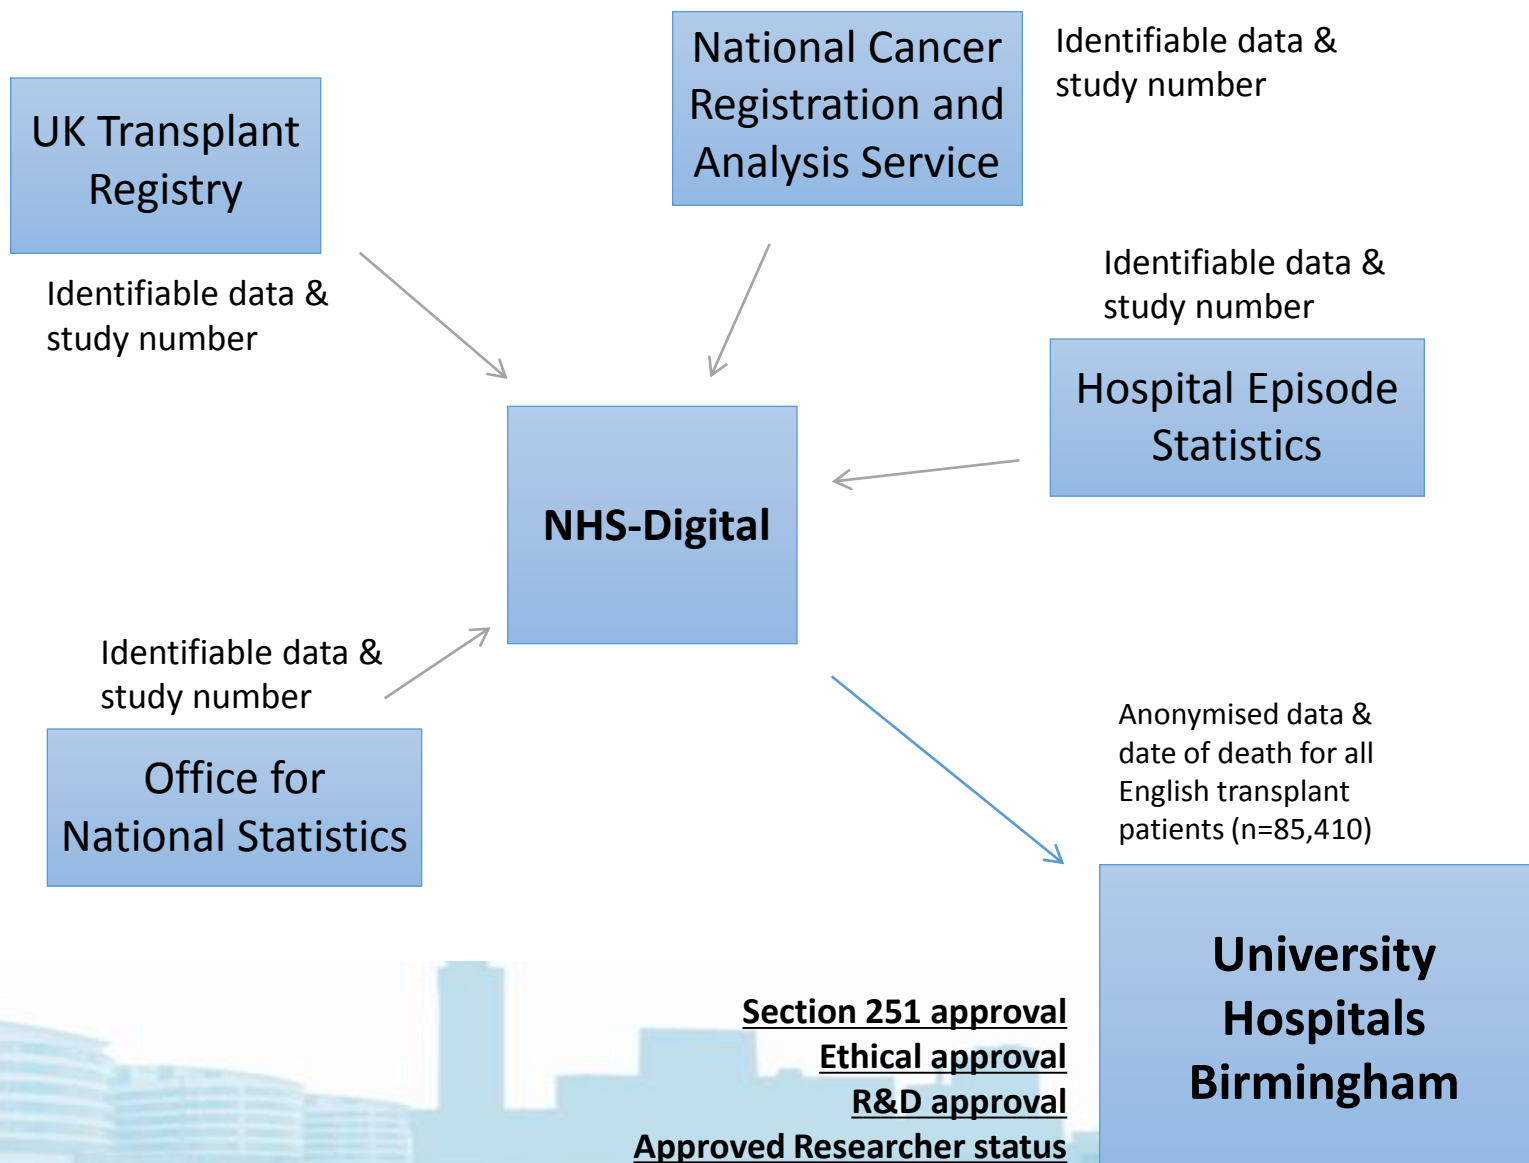 National Cancer
Registration and
Analysis Service
Identifiable data &
study number
UK Transplant
Registry
Identifiable data &
study number
Identifiable data &
study number
Hospital Episode
Statistics
NHS-Digital
Identifiable data &
study number
Office for
National Statistics
Anonymised data &
date of death for all
English transplant
patients (n=85,410)
University
Hospitals
Birmingham
Section 251 approval
Ethical approval
R&D approval
Approved Researcher status